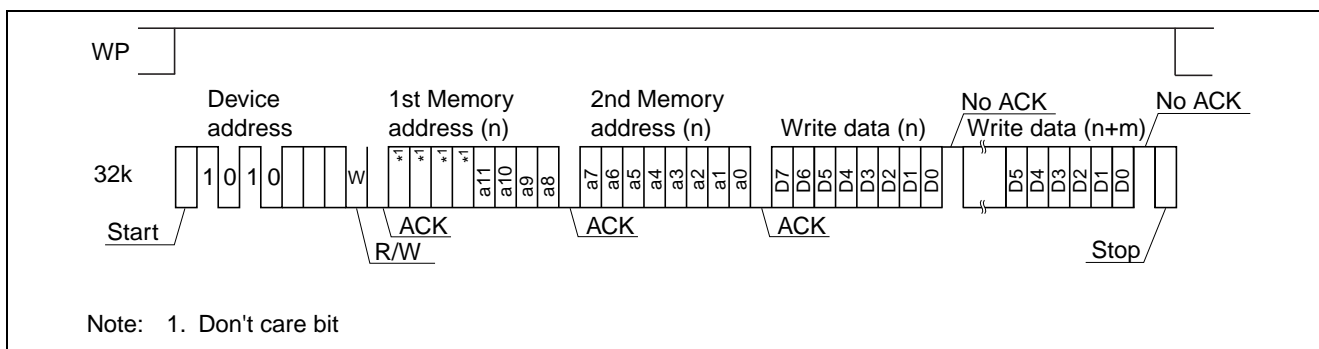 WP
Device address
1st Memory address (n)
2nd Memory address (n)
Write data (n)
No ACK
Write data (n+m)
No ACK
32k
1 0 1 0
W
*1 *1 *1 *1 a11 a10 a9 a8
a7 a6 a5 a4 a3 a2 a1 a0
D7 D6 D5 D4 D3 D2 D1 D0
D5 D4 D3 D2 D1 D0
Start
R/W
ACK
ACK
ACK
Stop
Note: 1. Don't care bit